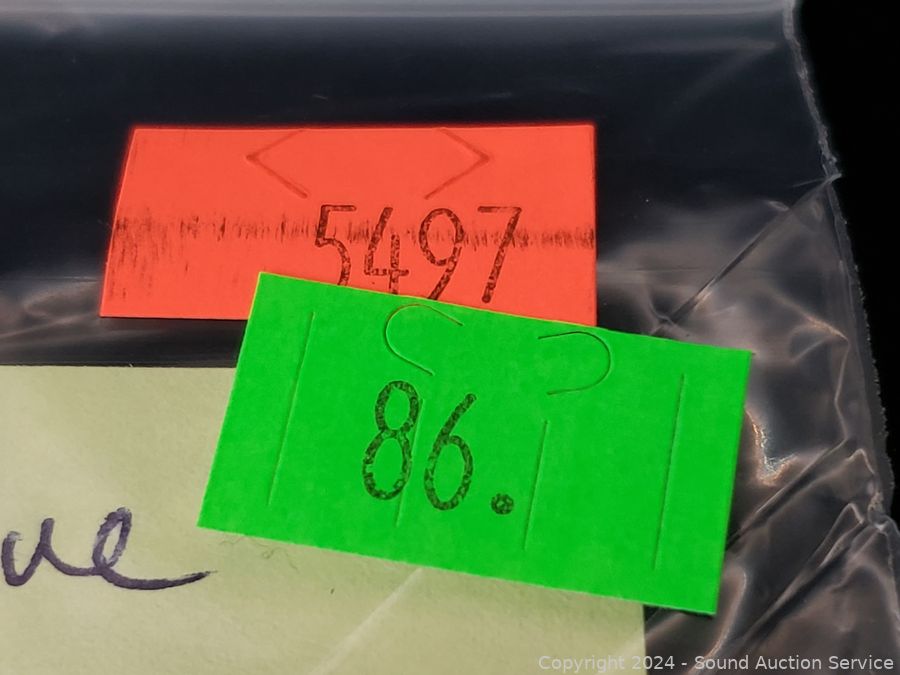 5497
86.
ue
Copyright 2024 - Sound Auction Service